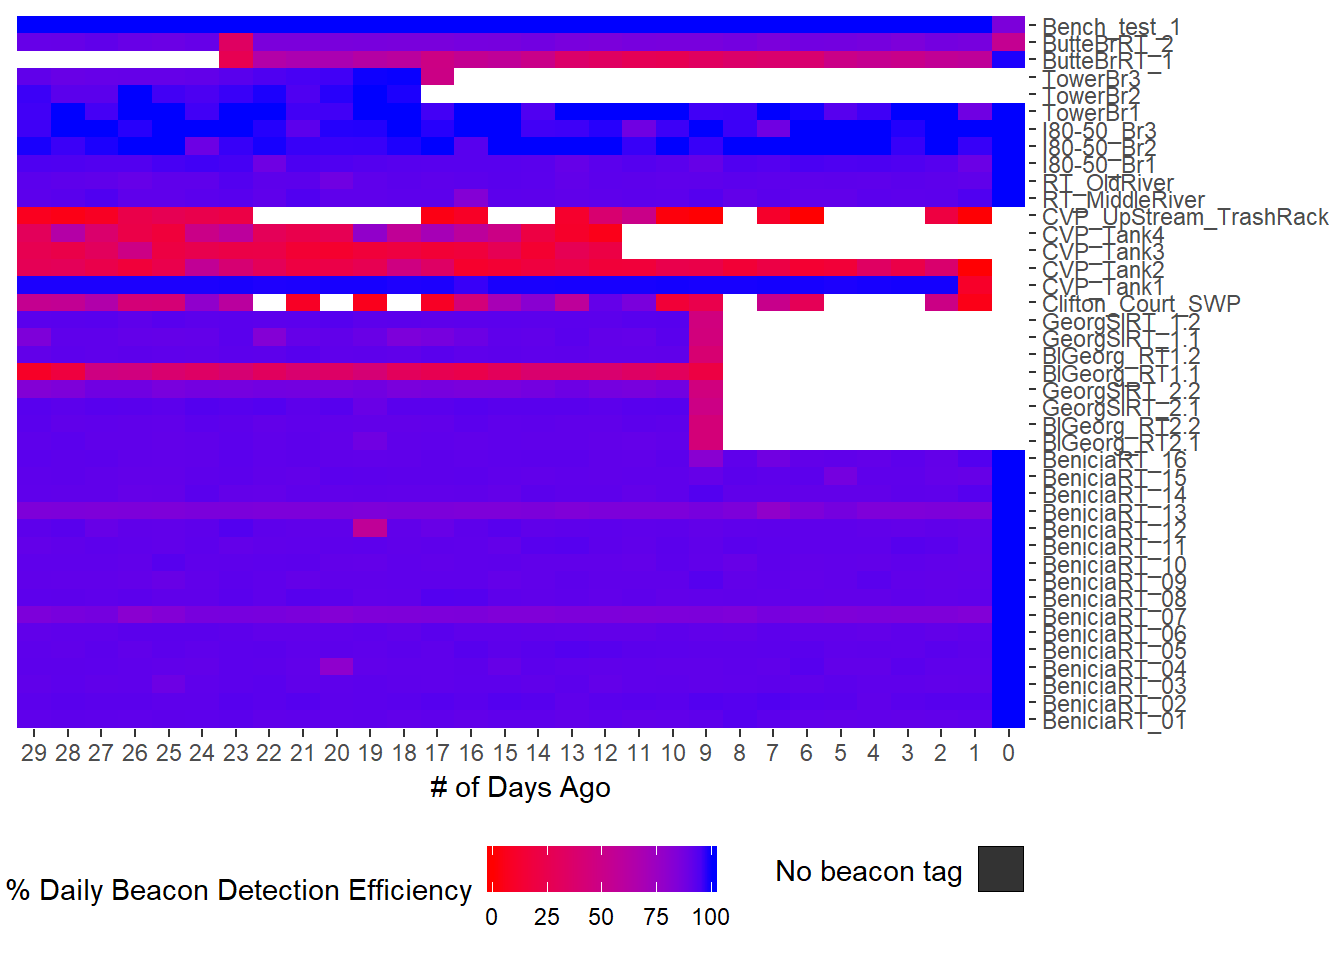 Bench_test_1
ButteBrRT_2
ButteBrRT_1
TowerBr3
TowerBr2
TowerBr1
I80-50_Br3
I80-50_Br2
I80-50_Br1
RT_OldRiver
RT_MiddleRiver
CVP_UpStream_TrashRack
CVP_Tank4
CVP_Tank3
CVP_Tank2
CVP_Tank1
Clifton_Court_SWP
GeorgSlRT_1.2
GeorgSlRT_1.1
BlGeorg_RT1.2
BlGeorg_RT1.1
GeorgSlRT_2.2
GeorgSlRT_2.1
BlGeorg_RT2.2
BlGeorg_RT2.1
BeniciaRT_16
BeniciaRT_15
BeniciaRT_14
BeniciaRT_13
BeniciaRT_12
BeniciaRT_11
BeniciaRT_10
BeniciaRT_09
BeniciaRT_08
BeniciaRT_07
BeniciaRT_06
BeniciaRT_05
BeniciaRT_04
BeniciaRT_03
BeniciaRT_02
BeniciaRT_01
29 28 27 26 25 24 23 22 21 20 19 18 17 16 15 14 13 12 11 10 9 8 7 6 5 4 3 2 1 0
# of Days Ago
% Daily Beacon Detection Efficiency
0 25 50 75 100
No beacon tag